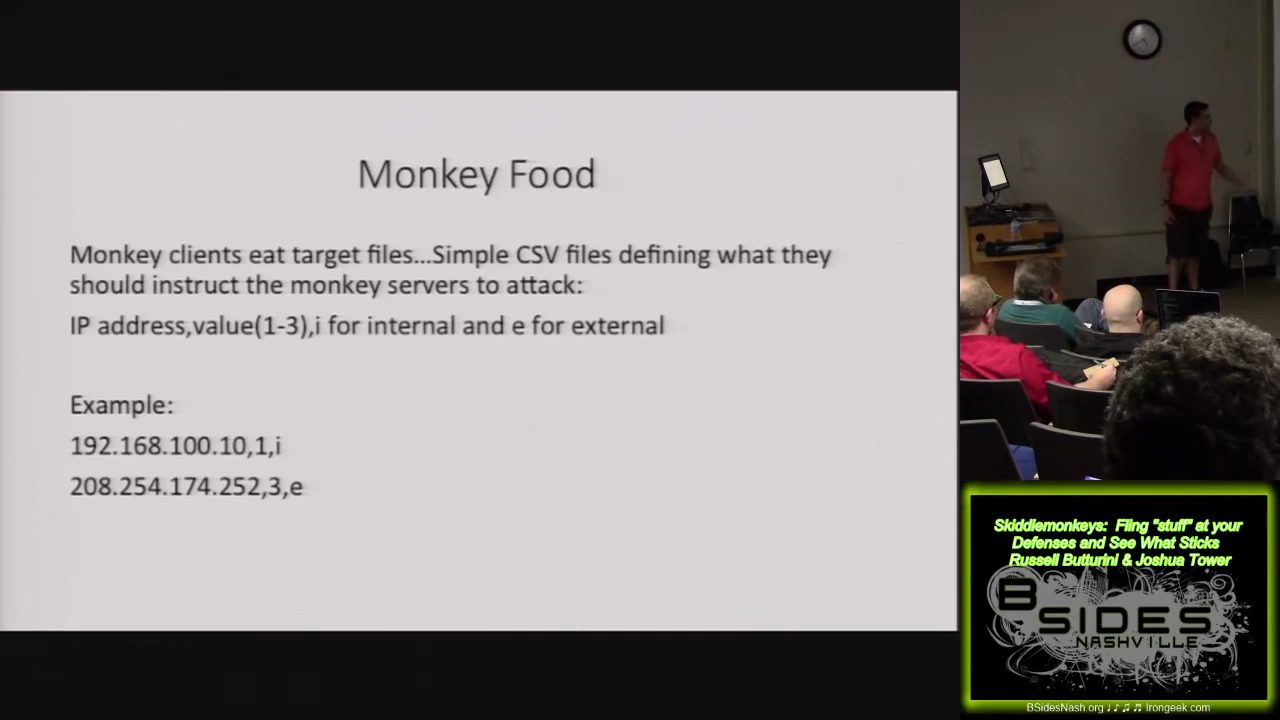 Monkey Food
Monkey clients eat target files...Simple CSV files defining what they
should instruct the monkey servers to attack:
IP address,value(1-3),i for internal and e for external
Example:
192.168.100.10,1,i
208.254.174.252,3,e
Skiddiemonkeys: Fling "stuff" at your
Defenses and See What Sticks
Russell Butturini & Joshua Tower
BSIDES
NASHVILLE
BSidesNash.org ♩♪♫♬ Irongeek.com